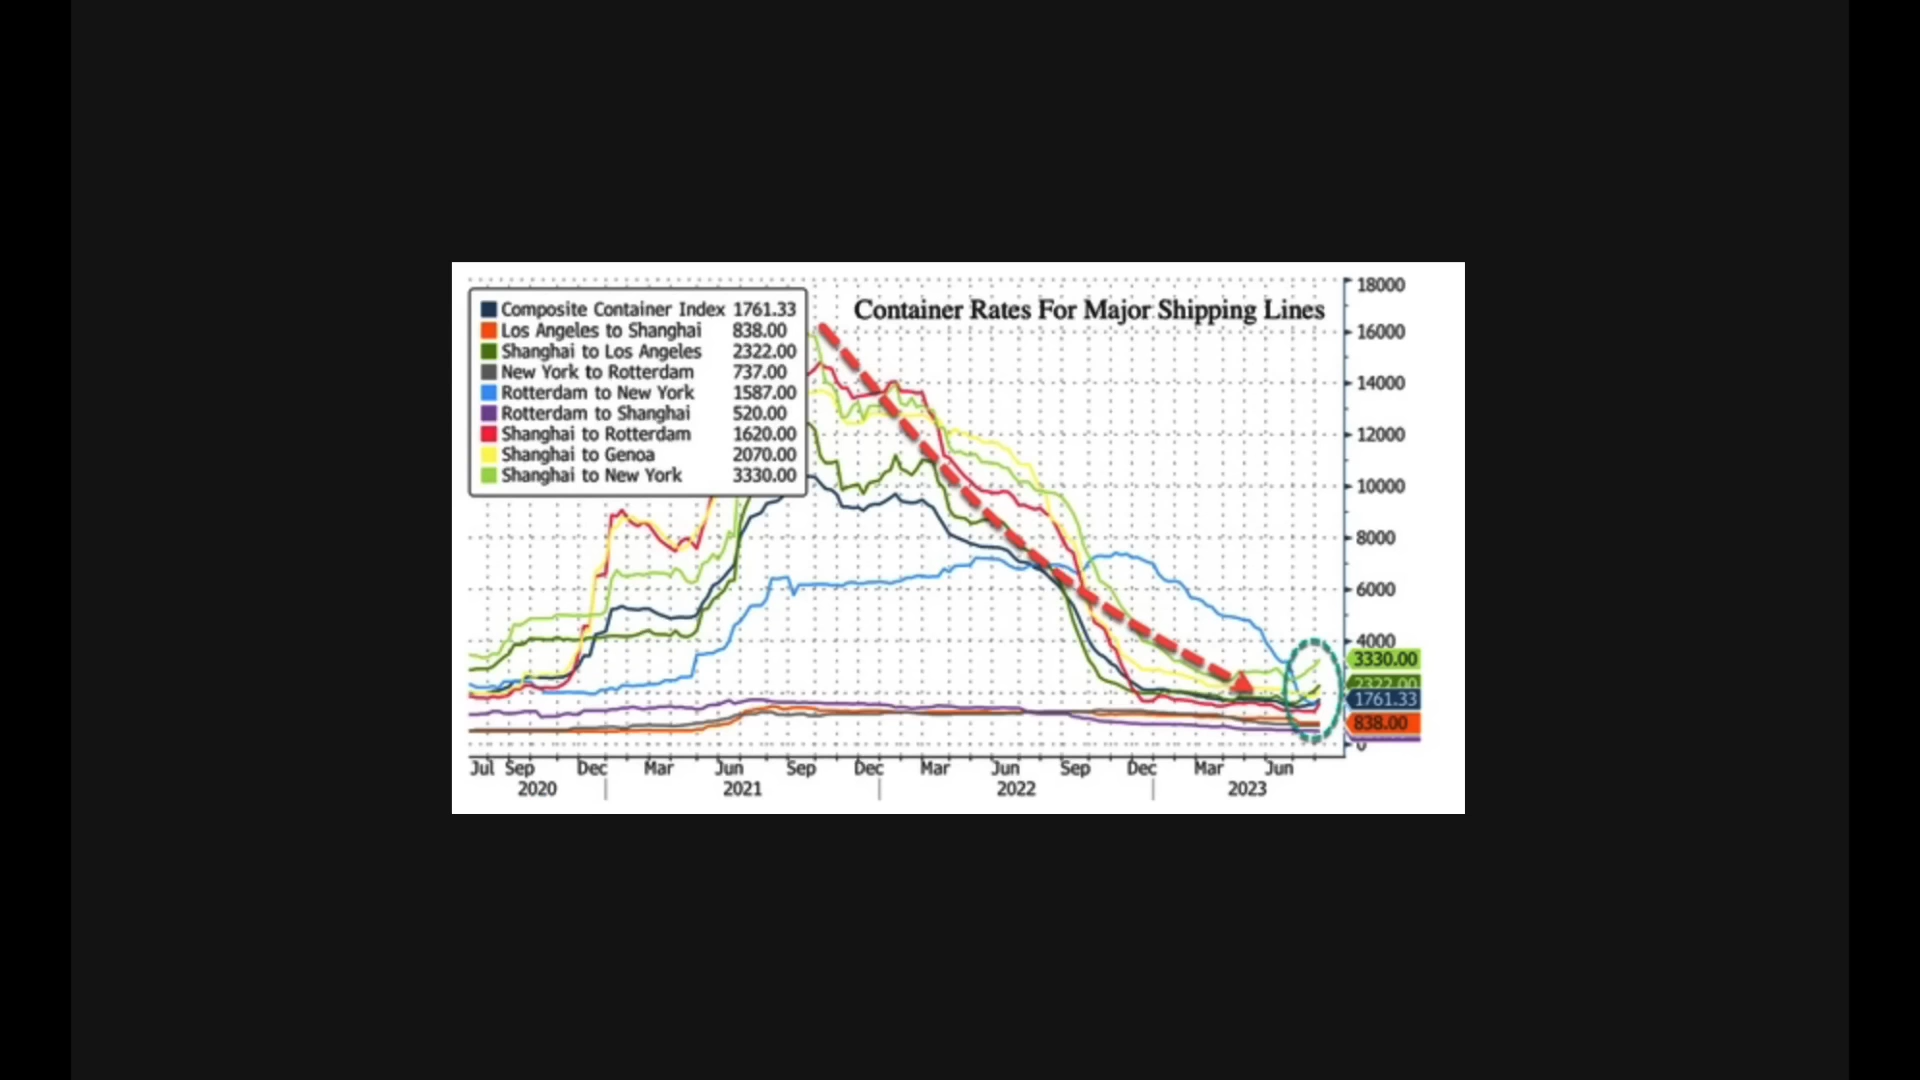 Container Rates For Major Shipping Lines
Composite Container Index 1761.33
Los Angeles to Shanghai 838.00
Shanghai to Los Angeles 2322.00
New York to Rotterdam 737.00
Rotterdam to New York 1587.00
Rotterdam to Shanghai 520.00
Shanghai to Rotterdam 1620.00
Shanghai to Genoa 2070.00
Shanghai to New York 3330.00
18000
16000
14000
12000
10000
8000
6000
4000
3330.00
2322.00
1761.33
838.00
0
Jul Sep Dec Mar Jun Sep Dec Mar Jun Sep Dec Mar Jun
2020 2021 2022 2023